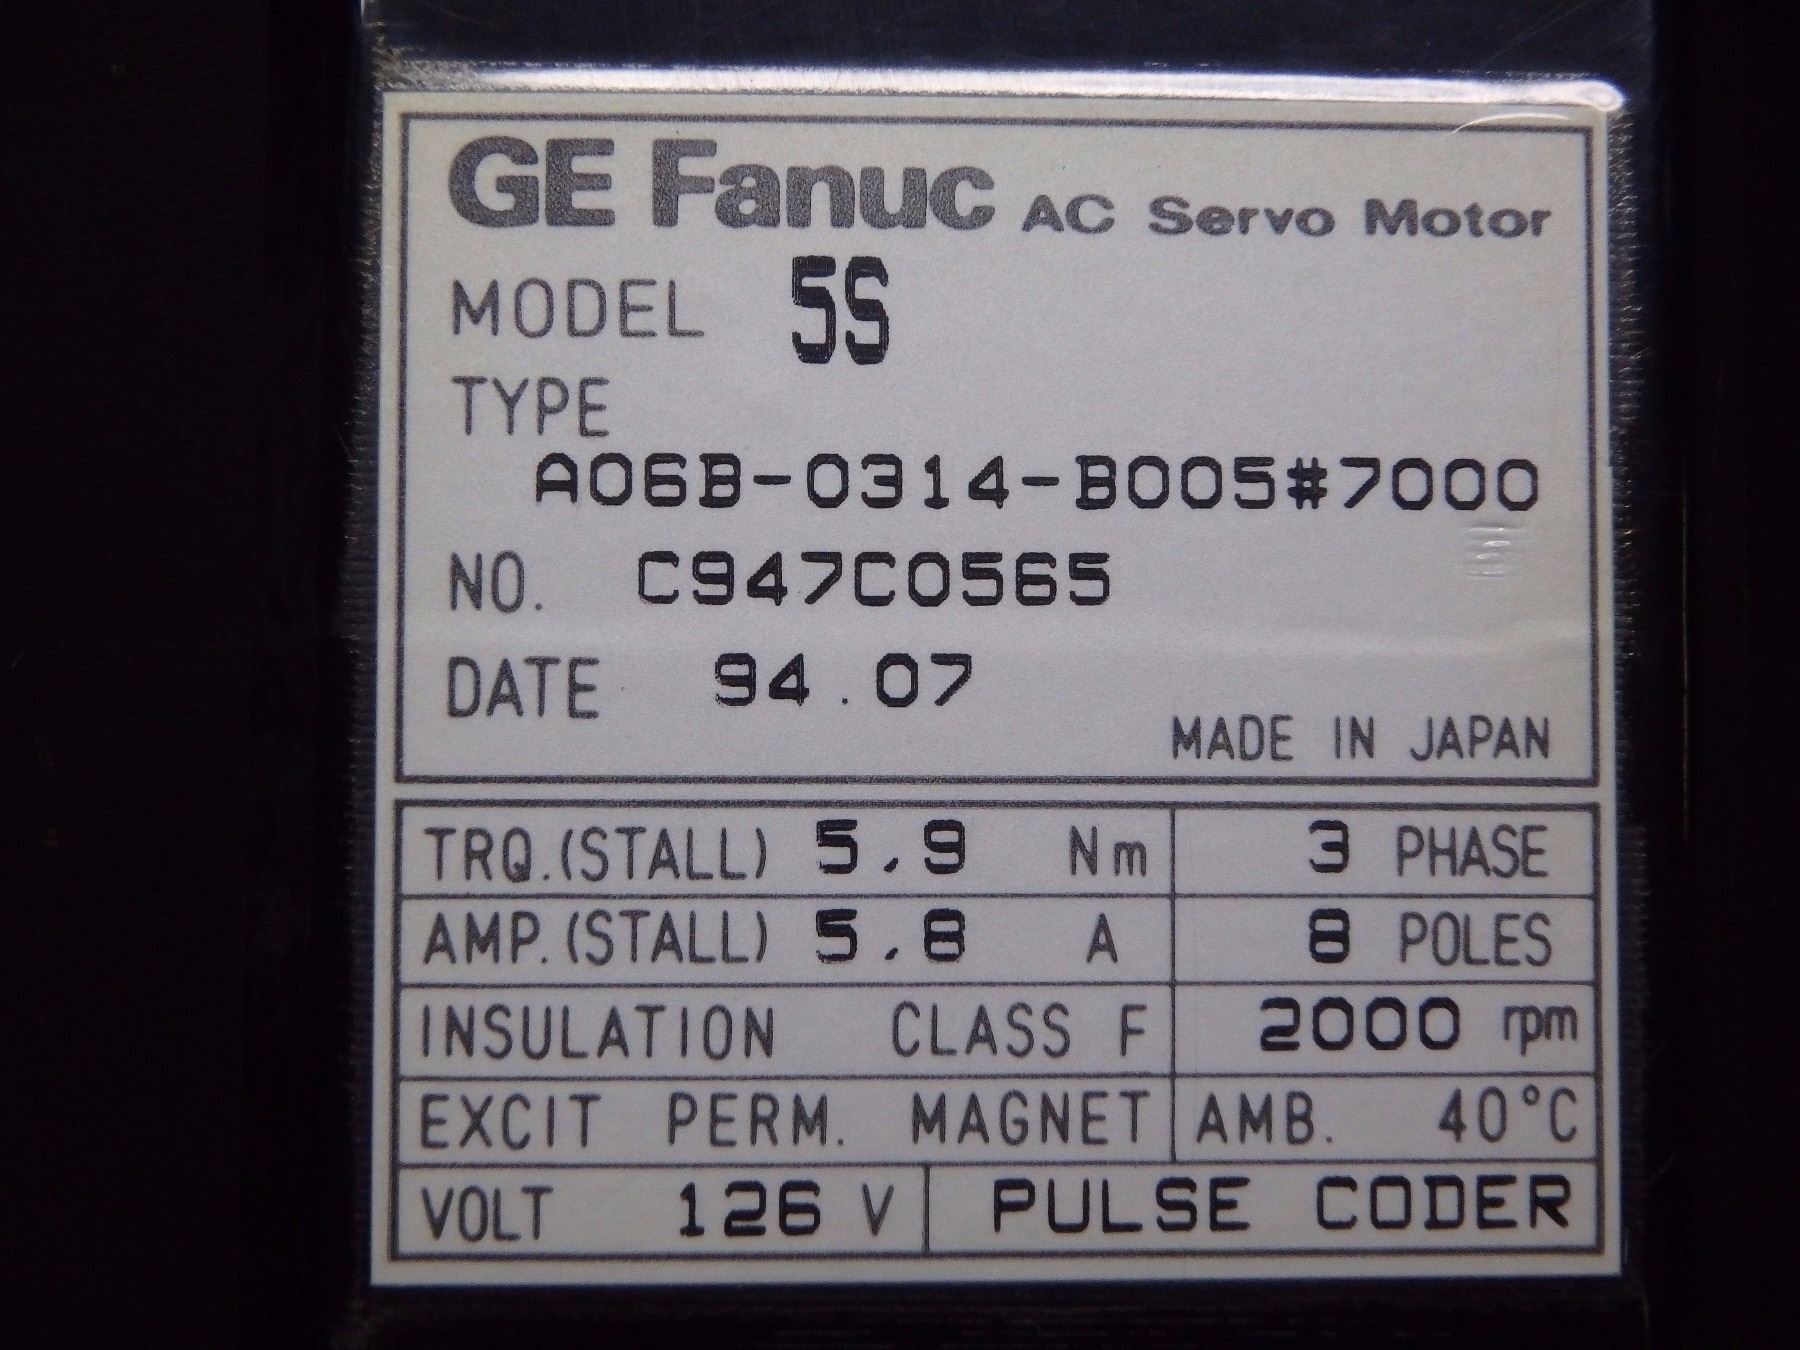 GE Fanuc AC Servo Motor
MODEL 5S
TYPE
A06B-0314-B005#7000
NO. C947C0565
DATE 94.07
MADE IN JAPAN
TRQ.(STALL) 5.9 Nm 3 PHASE
AMP.(STALL) 5.8 A 8 POLES
INSULATION CLASS F 2000 rpm
EXCIT PERM. MAGNET AMB. 40°C
VOLT 126 V PULSE CODER